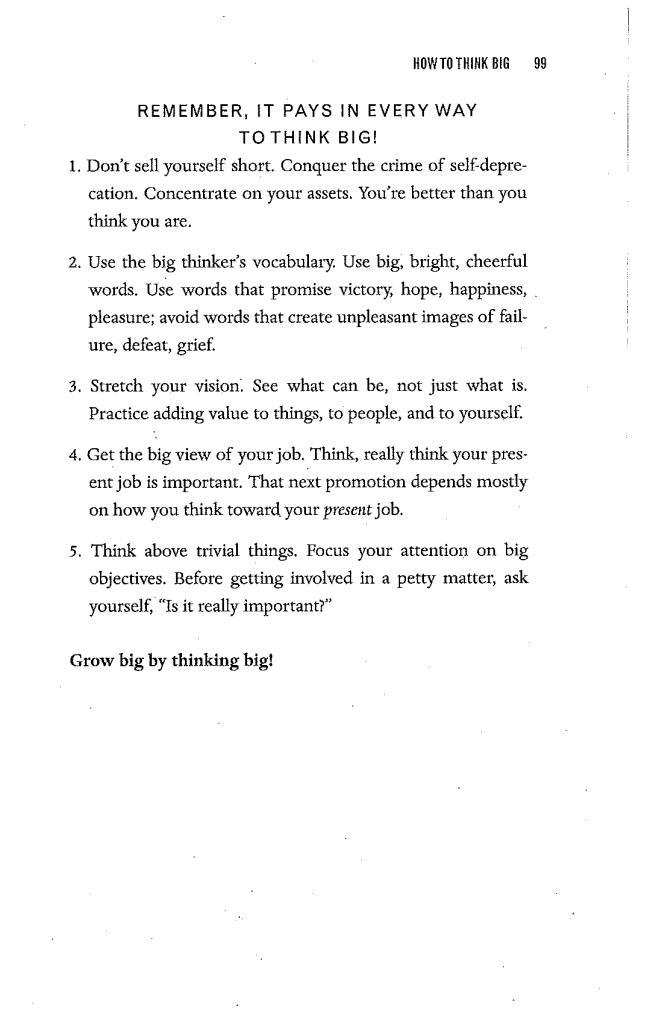 HOW TO THINK BIG 99
REMEMBER, IT PAYS IN EVERY WAY
TO THINK BIG!
1. Don't sell yourself short. Conquer the crime of self-depre-
cation. Concentrate on your assets. You're better than you
think you are.
2. Use the big thinker's vocabulary. Use big, bright, cheerful
words. Use words that promise victory, hope, happiness,
pleasure; avoid words that create unpleasant images of fail-
ure, defeat, grief.
3. Stretch your vision. See what can be, not just what is.
Practice adding value to things, to people, and to yourself.
4. Get the big view of your job. Think, really think your pres-
ent job is important. That next promotion depends mostly
on how you think toward your present job.
5. Think above trivial things. Focus your attention on big
objectives. Before getting involved in a petty matter, ask
yourself, "Is it really important?"
Grow big by thinking big!